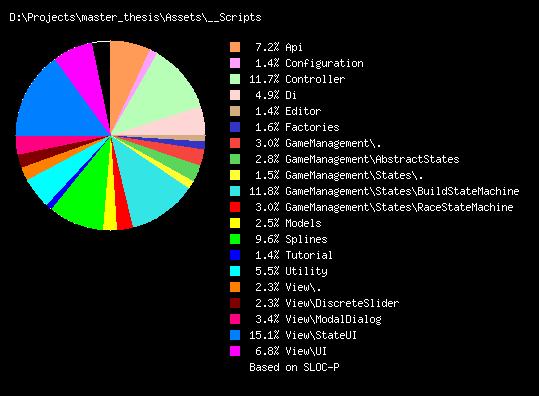 D:\Projects\master_thesis\Assets\__Scripts
7.2% Api
1.4% Configuration
11.7% Controller
4.9% Di
1.4% Editor
1.6% Factories
3.0% GameManagement\.
2.8% GameManagement\AbstractStates
1.5% GameManagement\States\.
11.8% GameManagement\States\BuildStateMachine
3.0% GameManagement\States\RaceStateMachine
2.5% Models
9.6% Splines
1.4% Tutorial
5.5% Utility
2.3% View\.
2.3% View\DiscreteSlider
3.4% View\ModalDialog
15.1% View\StateUI
6.8% View\UI
Based on SLOC-P